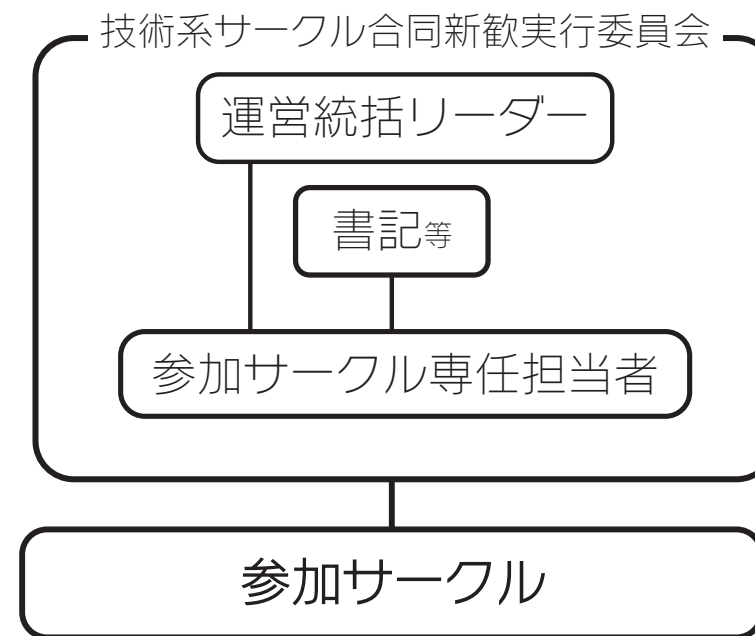 技術系サークル合同新歓実行委員会
運営統括リーダー
書記等
参加サークル専任担当者
参加サークル